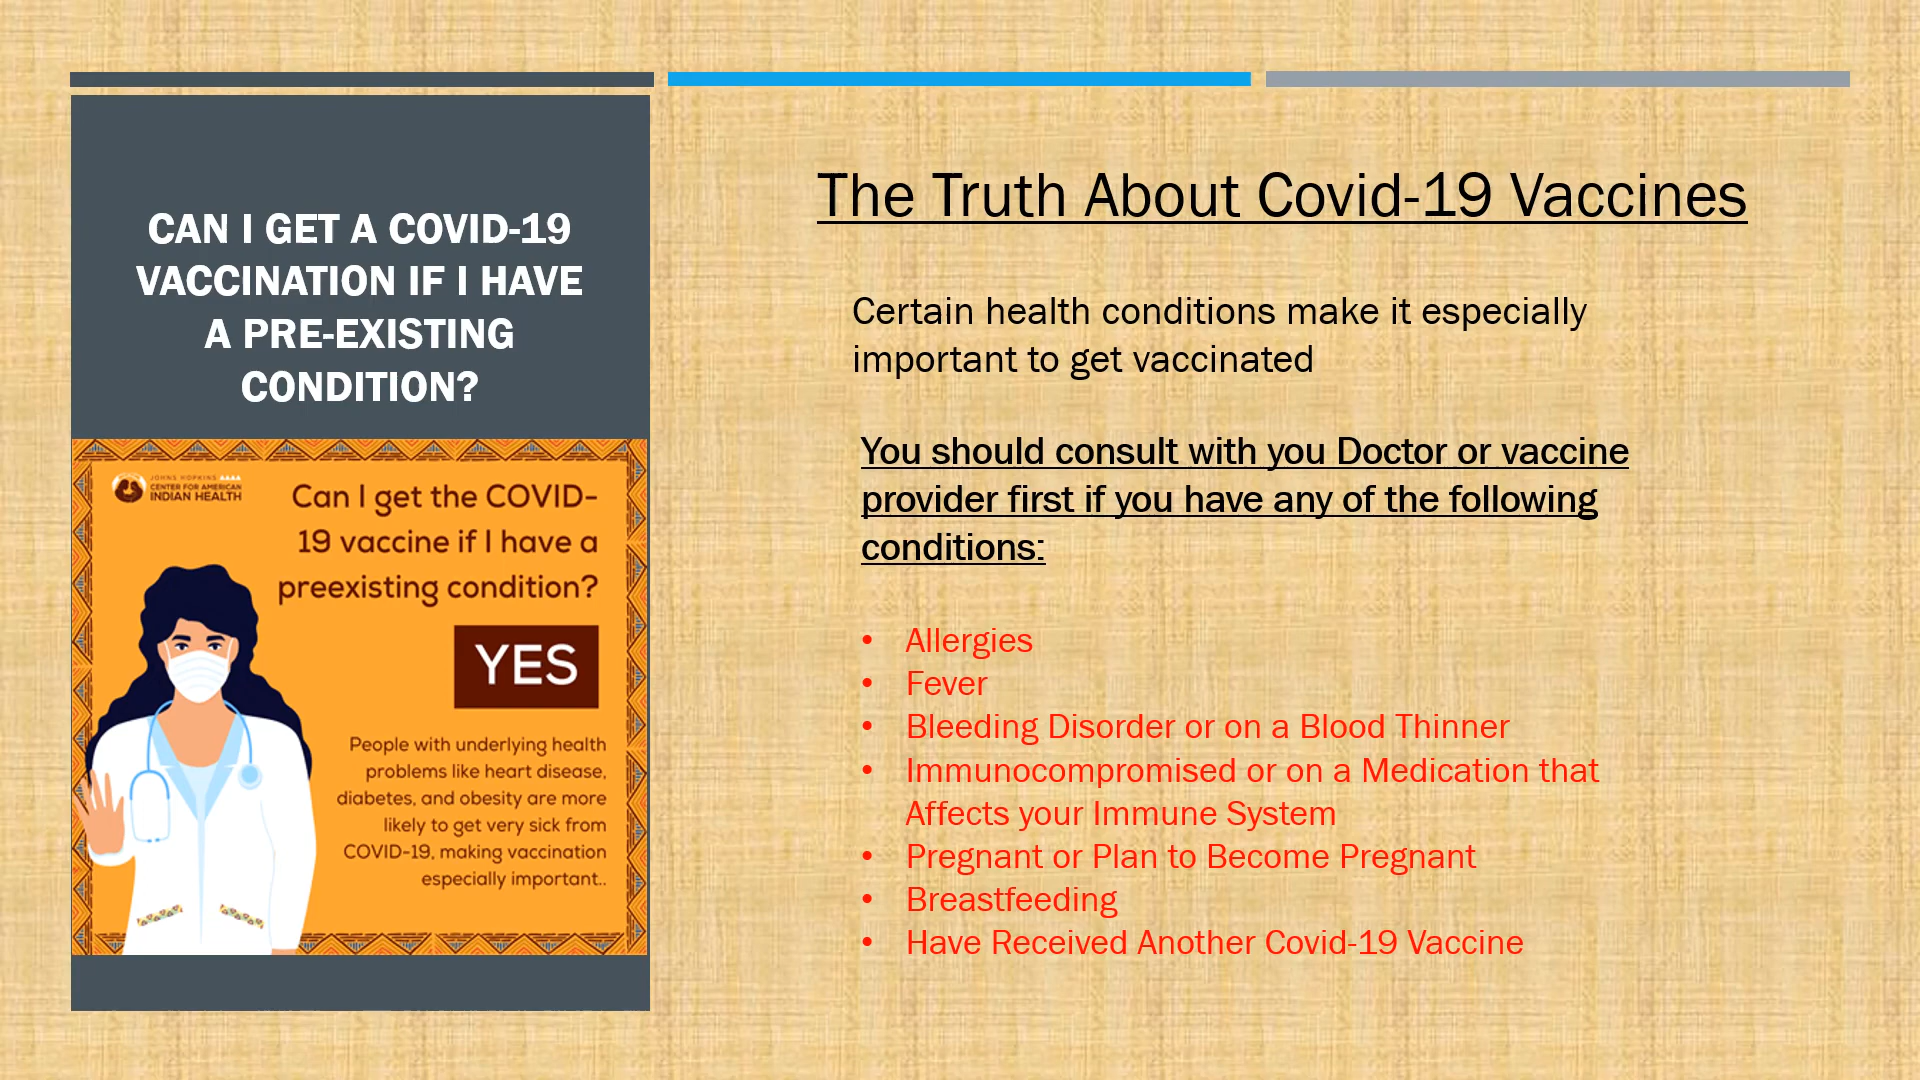 CAN I GET A COVID-19
VACCINATION IF I HAVE
A PRE-EXISTING
CONDITION?
JOHNS HOPKINS
CENTER FOR AMERICAN
INDIAN HEALTH
Can I get the COVID-
19 vaccine if I have a
preexisting condition?
YES
People with underlying health
problems like heart disease,
diabetes, and obesity are more
likely to get very sick from
COVID-19, making vaccination
especially important..
The Truth About Covid-19 Vaccines
Certain health conditions make it especially
important to get vaccinated
You should consult with you Doctor or vaccine
provider first if you have any of the following
conditions:
• Allergies
• Fever
• Bleeding Disorder or on a Blood Thinner
• Immunocompromised or on a Medication that
Affects your Immune System
• Pregnant or Plan to Become Pregnant
• Breastfeeding
• Have Received Another Covid-19 Vaccine